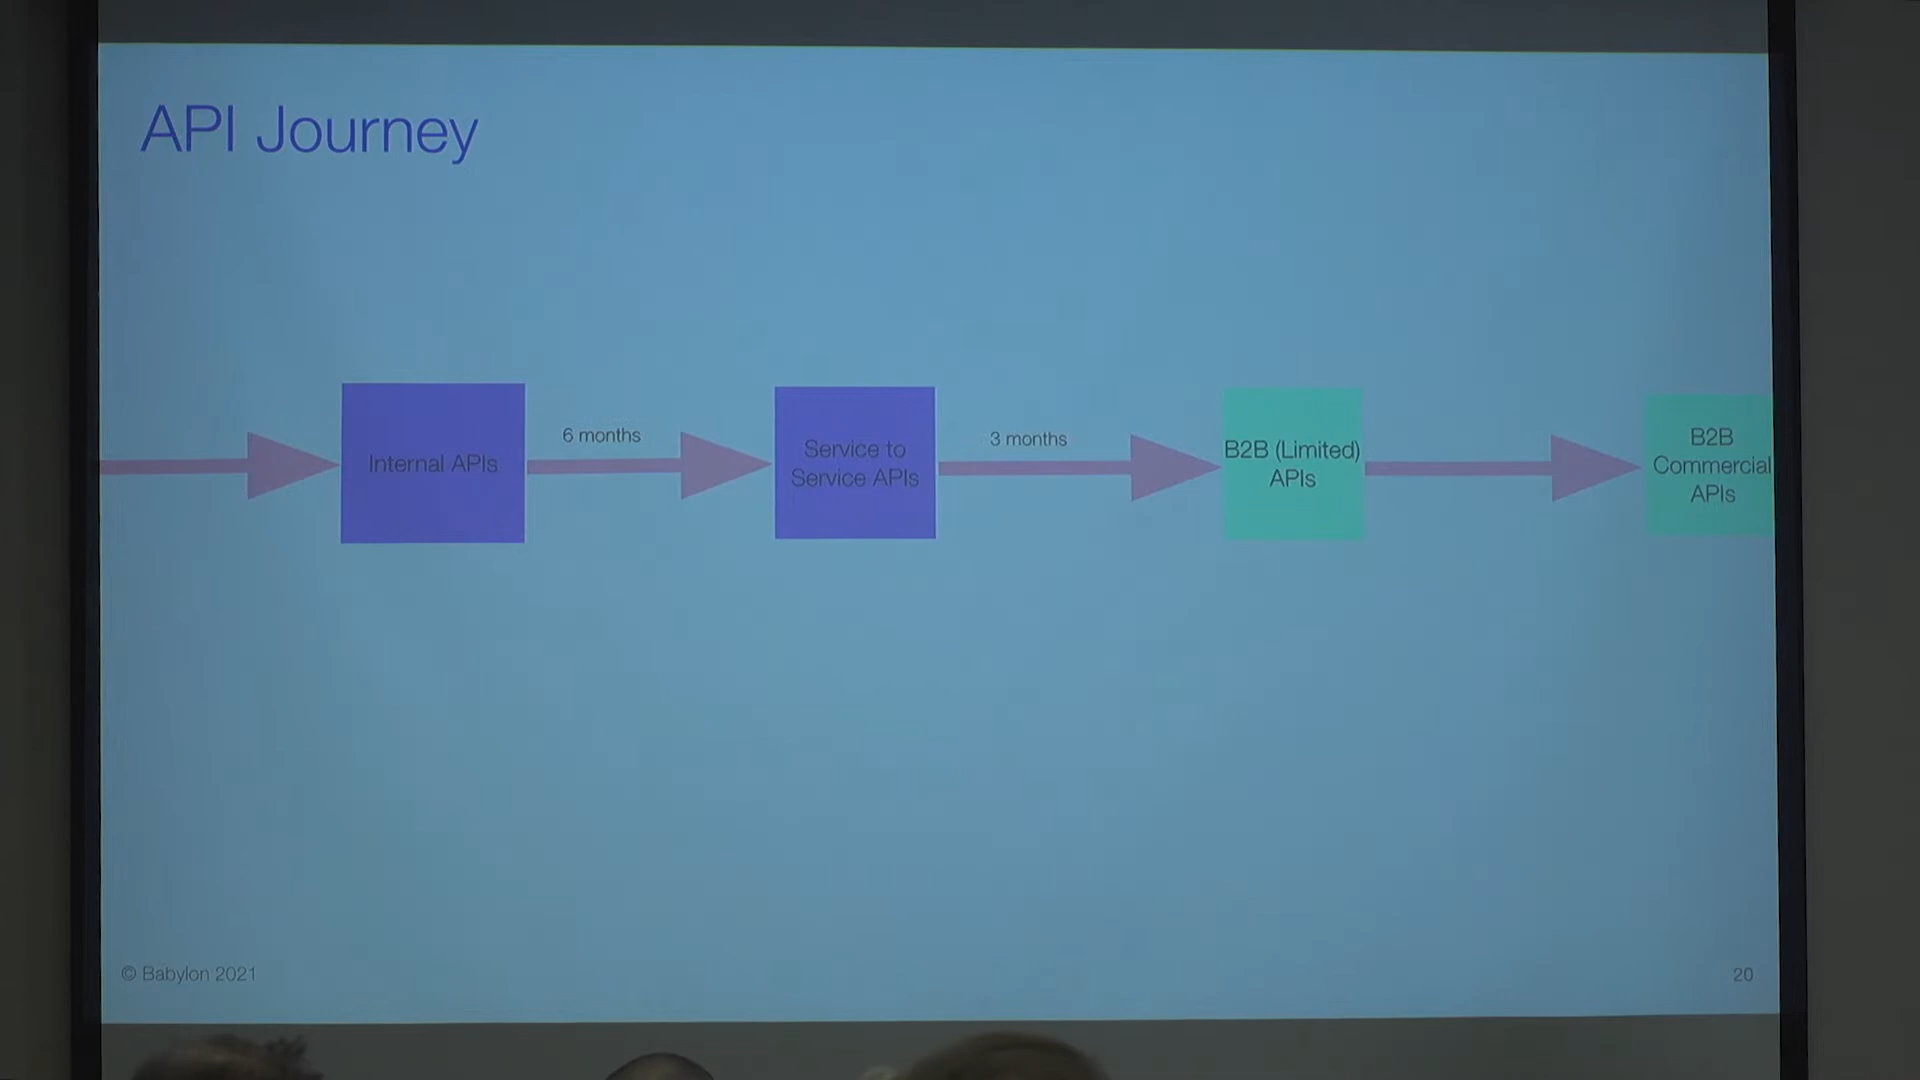 API Journey
Internal APIs
6 months
Service to
Service APIs
3 months
B2B (Limited)
APIs
B2B
Commercial
APIs
© Babylon 2021
20